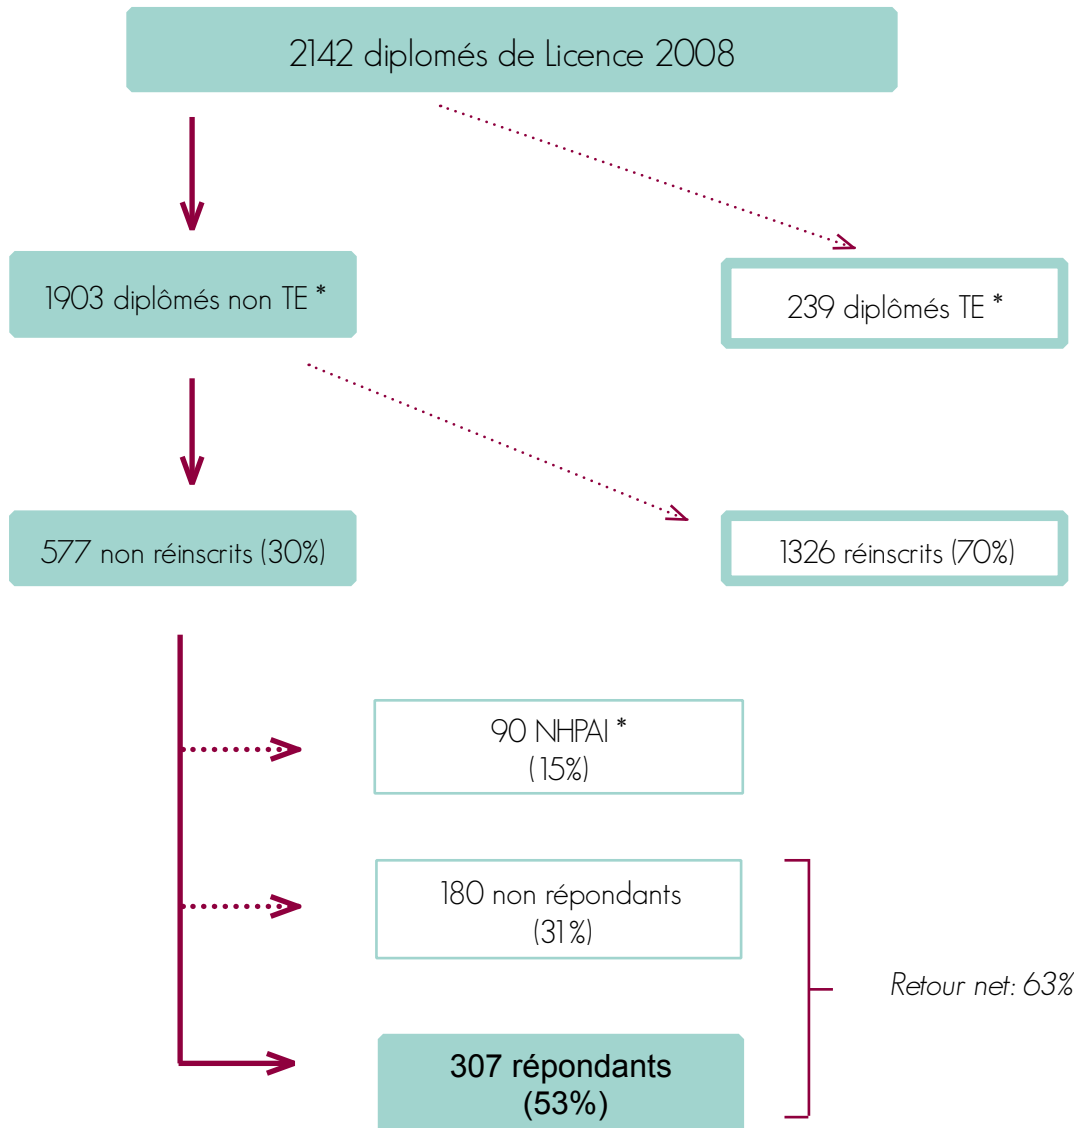 2142 diplomés de Licence 2008
1903 diplômés non TE *
239 diplômés TE *
577 non réinscrits (30%)
1326 réinscrits (70%)
90 NHPAI *
(15%)
180 non répondants
(31%)
Retour net: 63%
307 répondants
(53%)